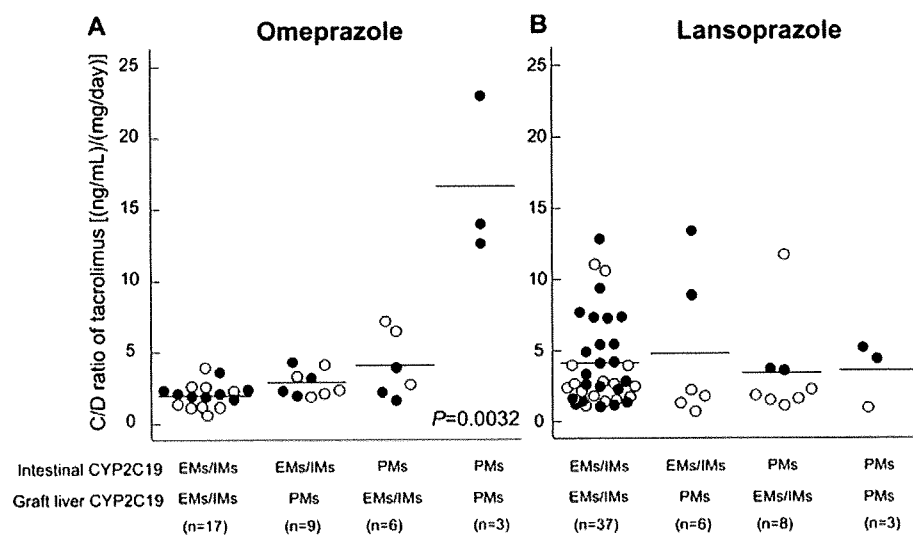 A Omeprazole B Lansoprazole
C/D ratio of tacrolimus [(ng/mL)/(mg/day)]
25 25
20 20
15 15
10 10
5 5
0 0
P=0.0032
Intestinal CYP2C19 EMs/IMs EMs/IMs PMs PMs EMs/IMs EMs/IMs PMs PMs
Graft liver CYP2C19 EMs/IMs PMs EMs/IMs PMs EMs/IMs PMs EMs/IMs PMs
(n=17) (n=9) (n=6) (n=3) (n=37) (n=6) (n=8) (n=3)